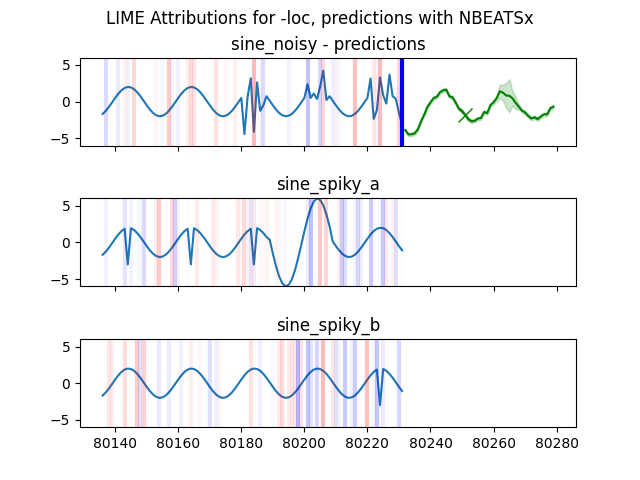 LIME Attributions for -loc, predictions with NBEATSx
sine_noisy - predictions
5
0
−5
sine_spiky_a
5
0
−5
sine_spiky_b
5
0
−5
80140 80160 80180 80200 80220 80240 80260 80280